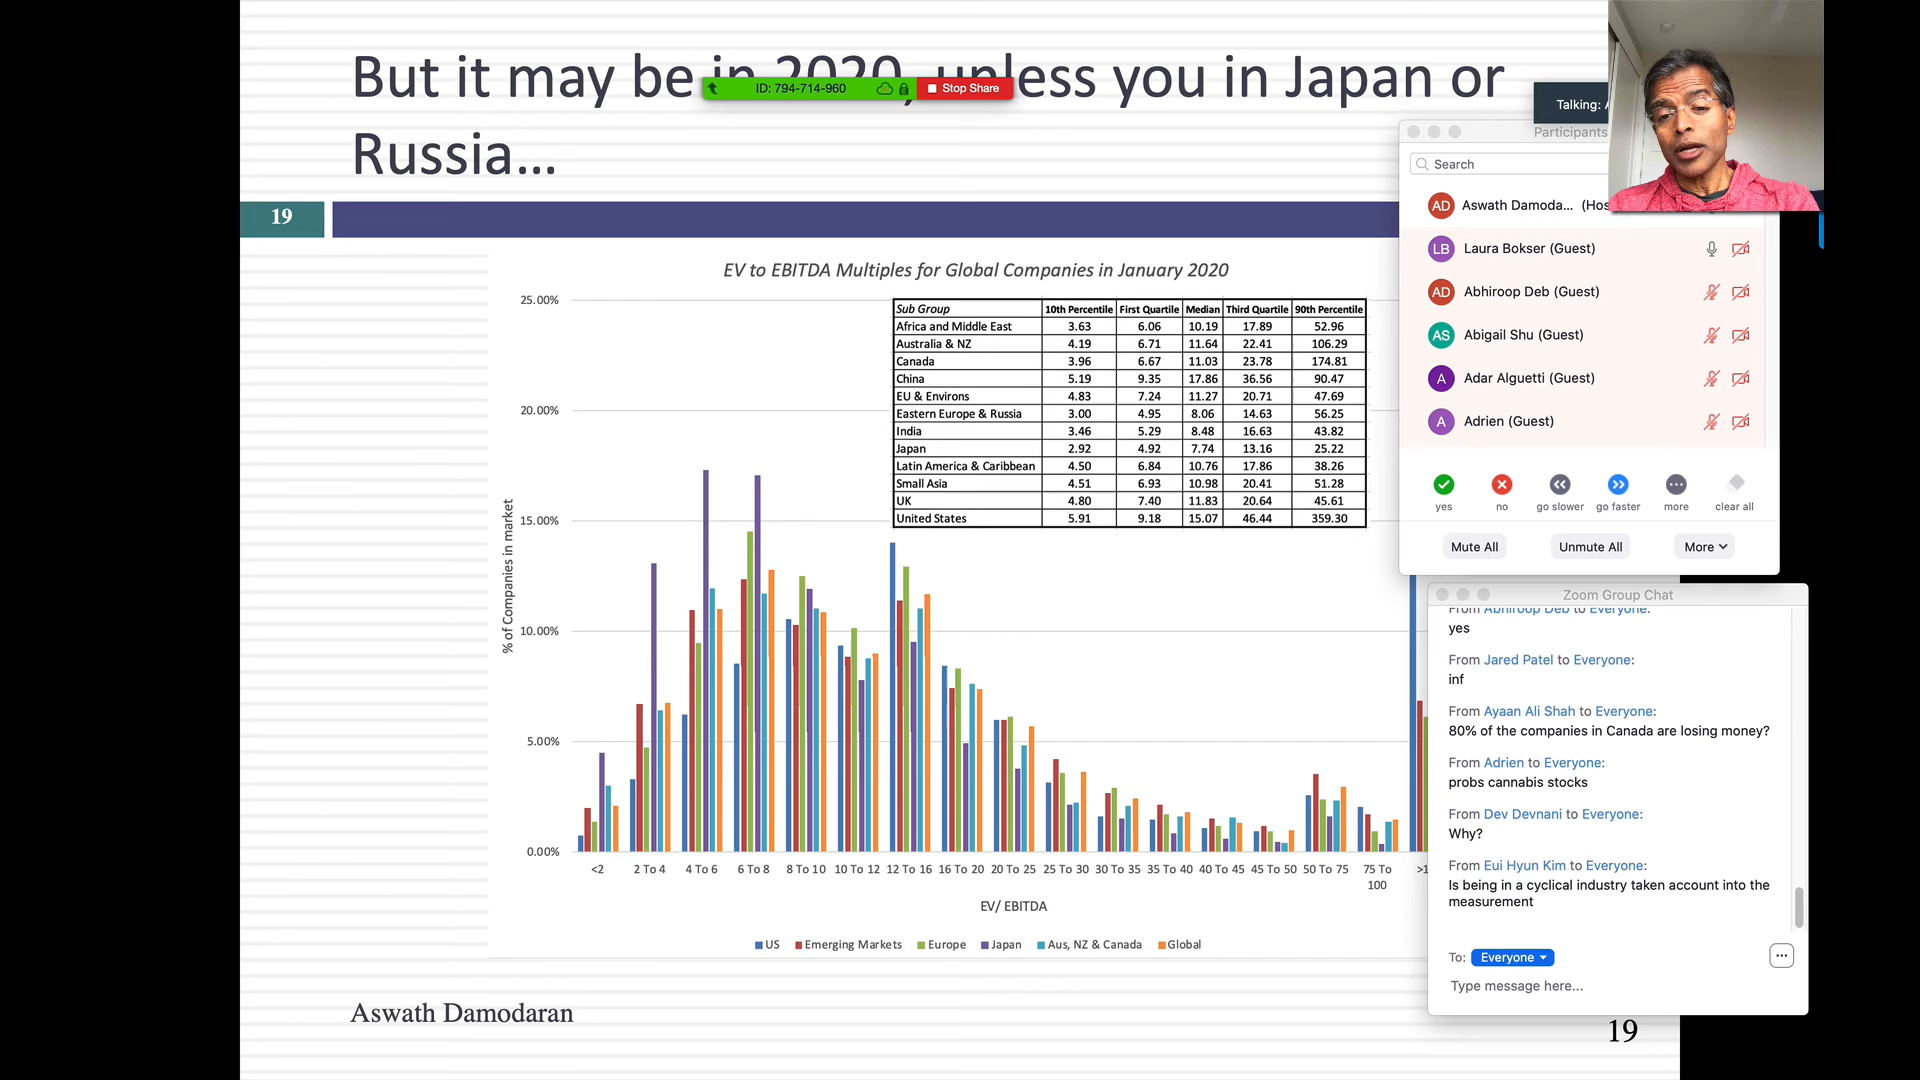 But it may be in 2020, unless you in Japan or
Russia…
ID: 794-714-960
Stop Share
19
EV to EBITDA Multiples for Global Companies in January 2020
25.00%
20.00%
15.00%
10.00%
5.00%
0.00%
% of Companies in market
Sub Group 10th Percentile First Quartile Median Third Quartile 90th Percentile
Africa and Middle East 3.63 6.06 10.19 17.89 52.96
Australia & NZ 4.19 6.71 11.64 22.41 106.29
Canada 3.96 6.67 11.03 23.78 174.81
China 5.19 9.35 17.86 36.56 90.47
EU & Environs 4.83 7.24 11.27 20.71 47.69
Eastern Europe & Russia 3.00 4.95 8.06 14.63 56.25
India 3.46 5.29 8.48 16.63 43.82
Japan 2.92 4.92 7.74 13.16 25.22
Latin America & Caribbean 4.50 6.84 10.76 17.86 38.26
Small Asia 4.51 6.93 10.98 20.41 51.28
UK 4.80 7.40 11.83 20.64 45.61
United States 5.91 9.18 15.07 46.44 359.30
<2 2 To 4 4 To 6 6 To 8 8 To 10 10 To 12 12 To 16 16 To 20 20 To 25 25 To 30 30 To 35 35 To 40 40 To 45 45 To 50 50 To 75 75 To
100
EV/ EBITDA
US Emerging Markets Europe Japan Aus, NZ & Canada Global
Aswath Damodaran
19
Talking:
Participants
Search
AD Aswath Damoda... (Hos
LB Laura Bokser (Guest)
AD Abhiroop Deb (Guest)
AS Abigail Shu (Guest)
A Adar Alguetti (Guest)
A Adrien (Guest)
yes no go slower go faster more clear all
Mute All Unmute All More
Zoom Group Chat
From Abhiroop Deb to Everyone:
yes
From Jared Patel to Everyone:
inf
From Ayaan Ali Shah to Everyone:
80% of the companies in Canada are losing money?
From Adrien to Everyone:
probs cannabis stocks
From Dev Devnani to Everyone:
Why?
From Eui Hyun Kim to Everyone:
Is being in a cyclical industry taken account into the
measurement
To: Everyone
Type message here...